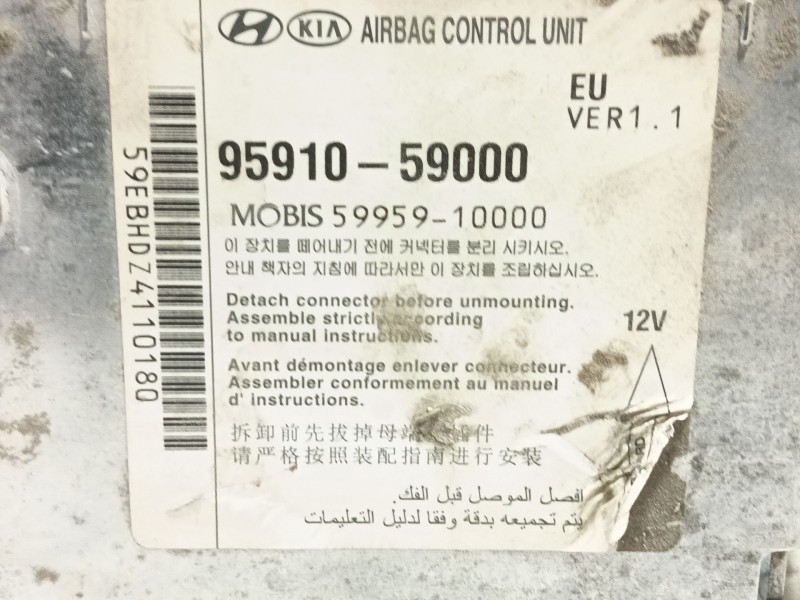 KIA AIRBAG CONTROL UNIT
EU
VER1.1
95910-59000
MOBIS 59959-10000
이 장치를 떼어내기 전에 커넥터를 분리 시키시오.
안내 책자의 지침에 따라서만 이 장치를 조립하십시오.
Detach connector before unmounting.
Assemble strictly according
to manual instructions.
12V
Avant démontage enlever connecteur.
Assembler conformement au manuel
d' instructions.
拆卸前先拔掉母端 插件
请严格按照装配指南进行安装
افصل الموصل قبل الفك.
يتم تجميعه بدقة وفقا لدليل التعليمات
59EBHDZ4110180